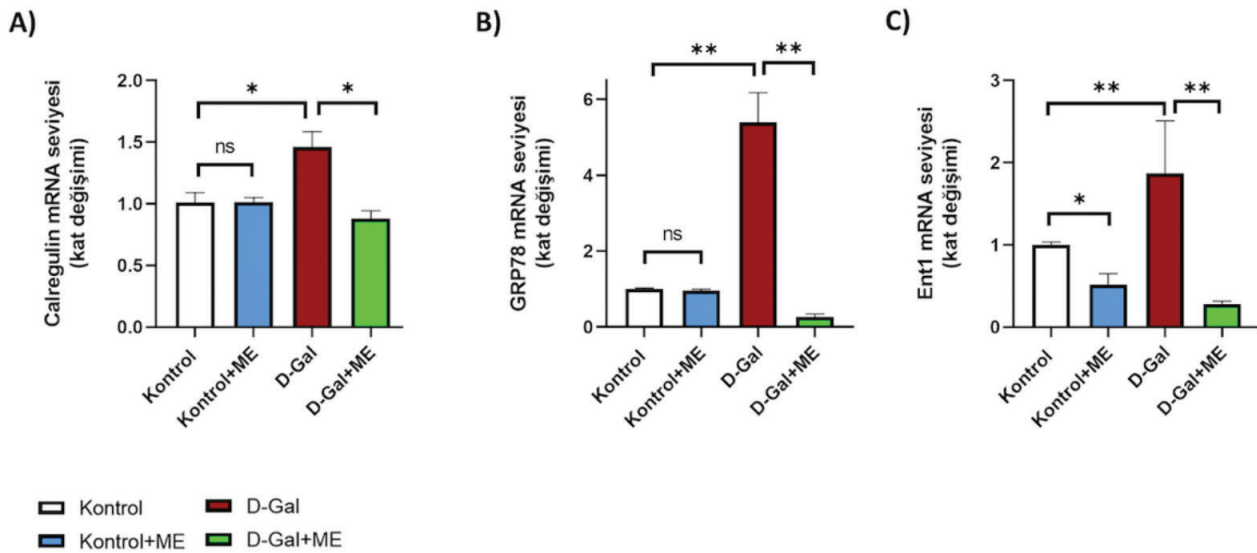 A)
Calregulin mRNA seviyesi
(kat değişimi)
2.0
1.5
1.0
0.5
0.0
*
*
ns
Kontrol
Kontrol+ME
D-Gal
D-Gal+ME
B)
GRP78 mRNA seviyesi
(kat değişimi)
6
4
2
0
**
**
ns
Kontrol
Kontrol+ME
D-Gal
D-Gal+ME
C)
Ent1 mRNA seviyesi
(kat değişimi)
3
2
1
0
**
**
*
Kontrol
Kontrol+ME
D-Gal
D-Gal+ME
Kontrol
D-Gal
Kontrol+ME
D-Gal+ME